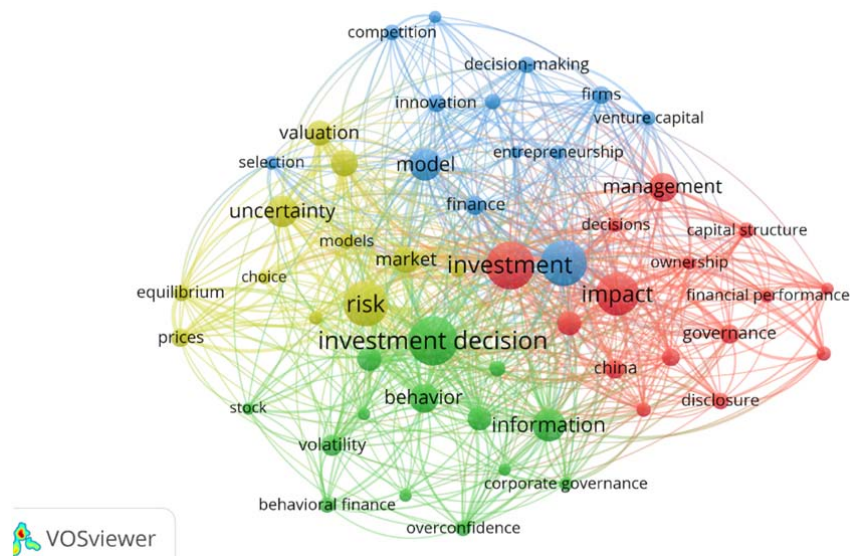 competition
decision-making
innovation
firms
venture capital
valuation
selection
model
entrepreneurship
management
uncertainty
finance
decisions
capital structure
models
market
investment
ownership
choice
equilibrium
risk
impact
financial performance
prices
investment decision
governance
china
behavior
disclosure
stock
information
volatility
corporate governance
behavioral finance
overconfidence
VOSviewer